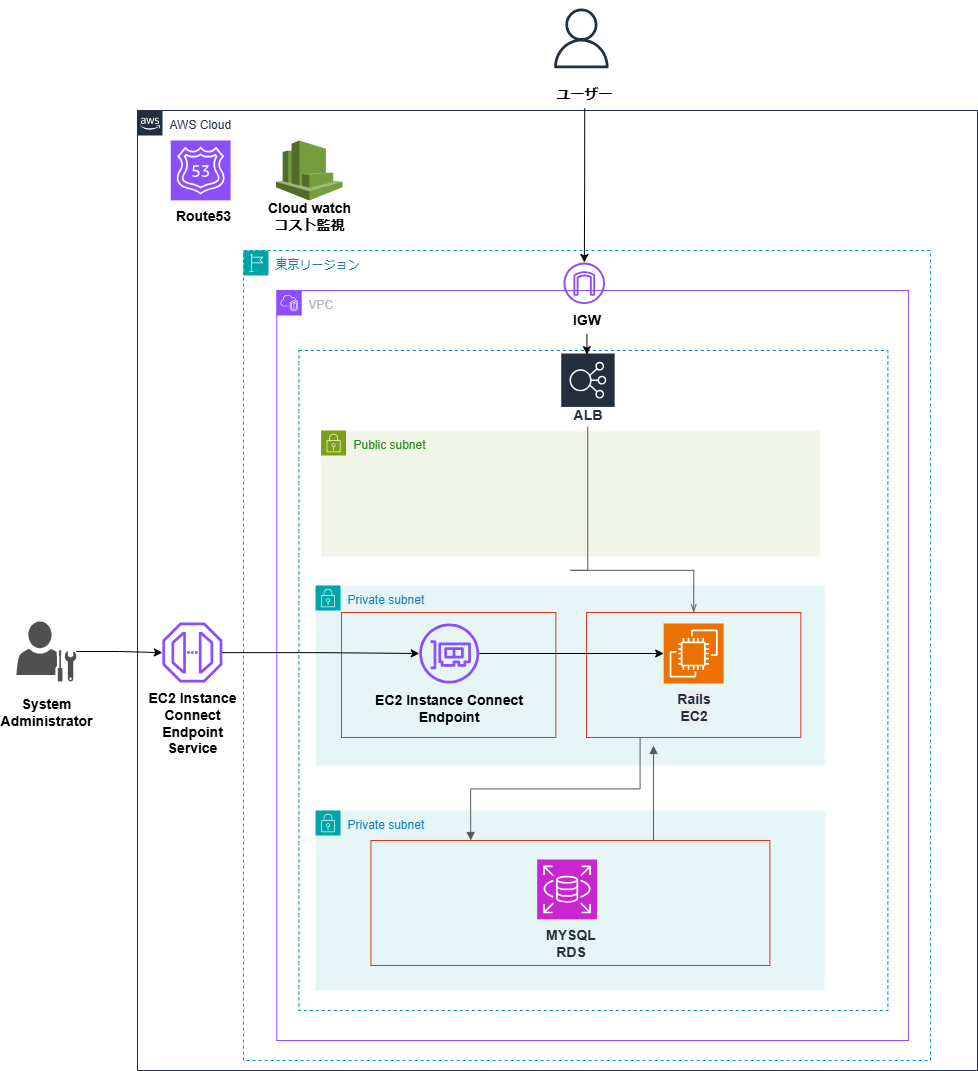 ユーザー
aws
AWS Cloud
53
Route53
Cloud watch
コスト監視
東京リージョン
VPC
IGW
ALB
Public subnet
Private subnet
System
Administrator
EC2 Instance
Connect
Endpoint
Service
EC2 Instance Connect
Endpoint
Rails
EC2
Private subnet
MYSQL
RDS